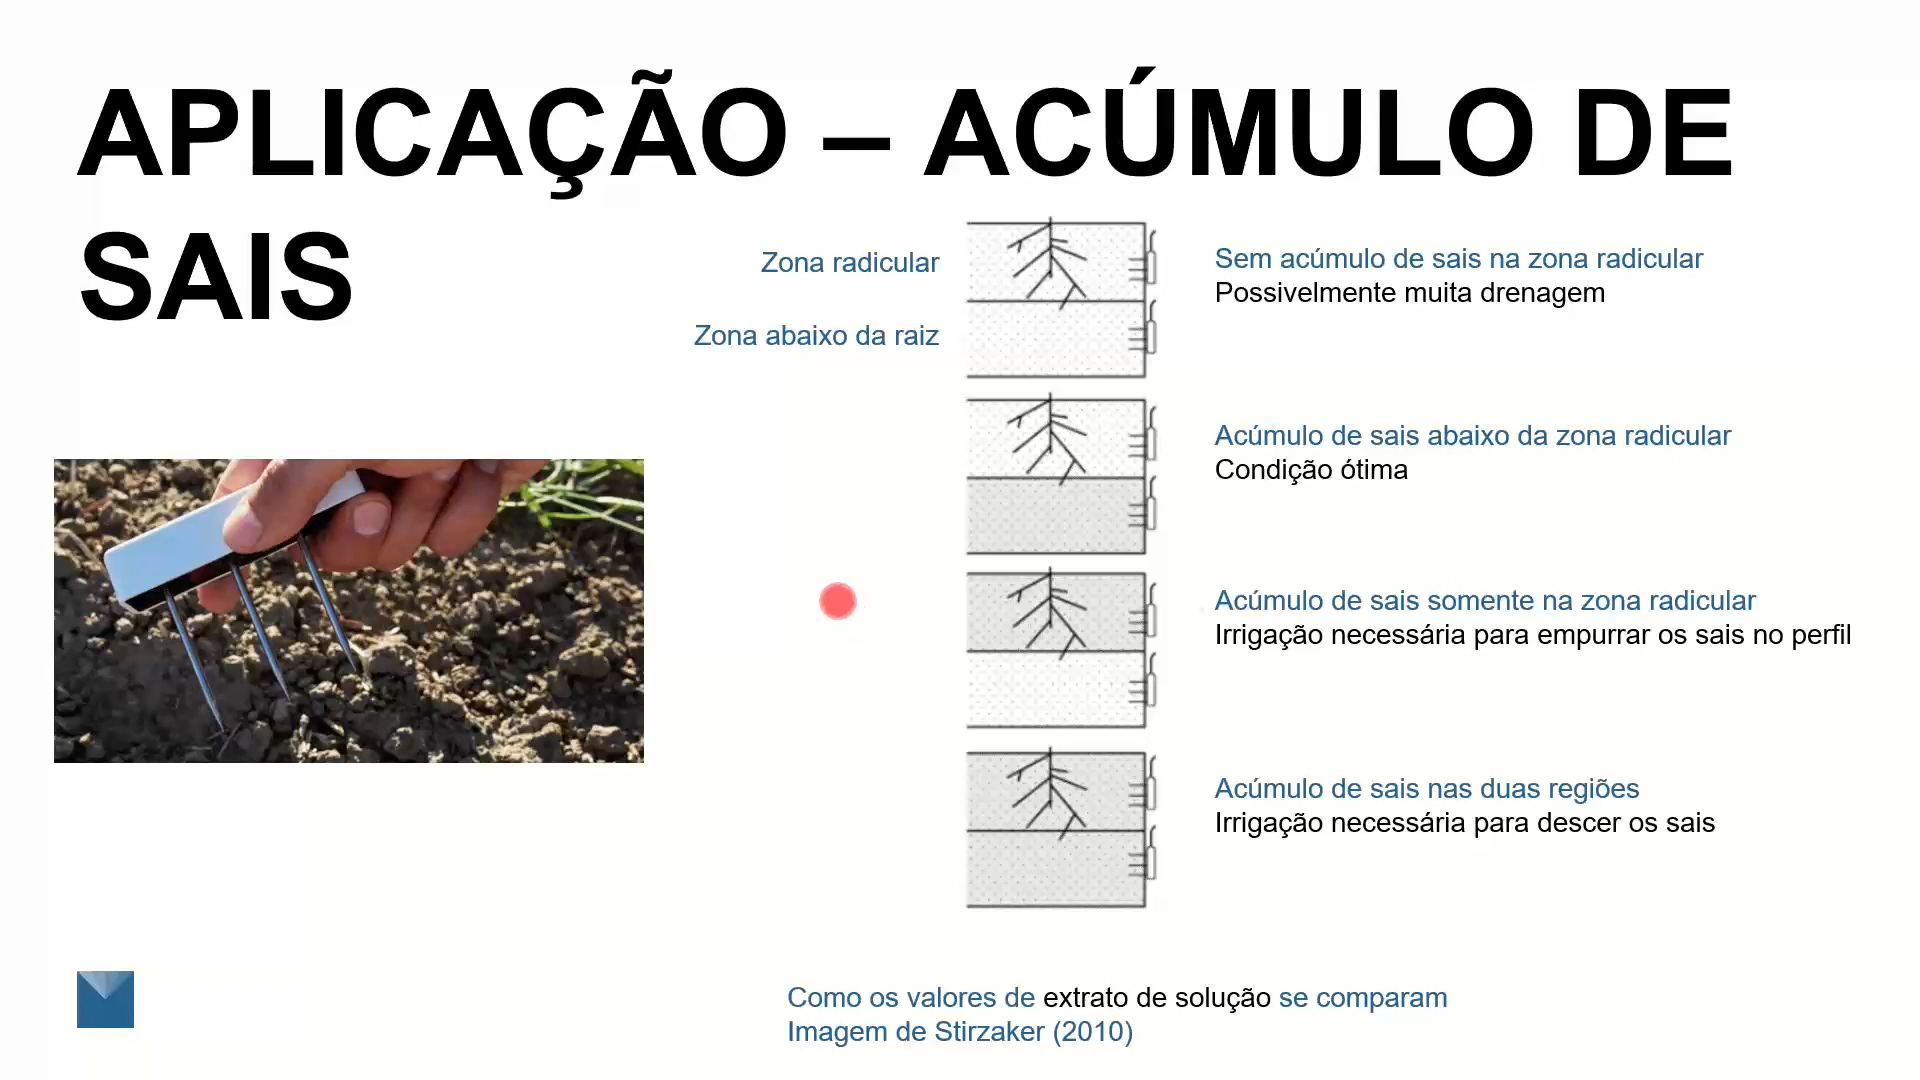 APLICAÇÃO – ACÚMULO DE
SAIS
Zona radicular
Zona abaixo da raiz
Sem acúmulo de sais na zona radicular
Possivelmente muita drenagem
Acúmulo de sais abaixo da zona radicular
Condição ótima
Acúmulo de sais somente na zona radicular
Irrigação necessária para empurrar os sais no perfil
Acúmulo de sais nas duas regiões
Irrigação necessária para descer os sais
Como os valores de extrato de solução se comparam
Imagem de Stirzaker (2010)